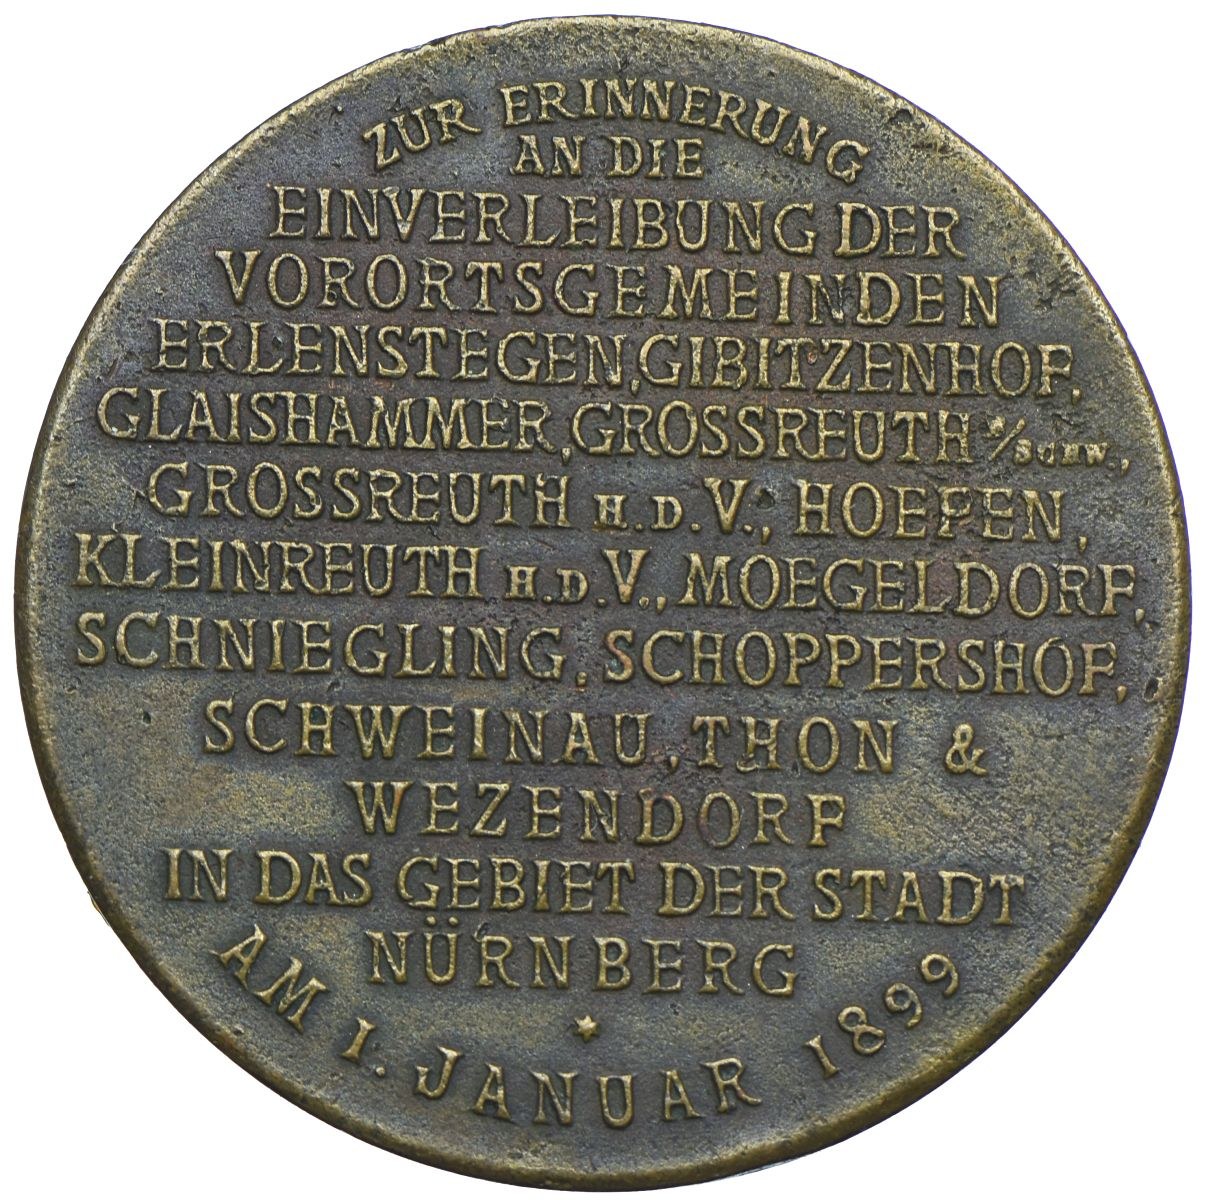 ZUR ERINNERUNG
AN DIE
EINVERLEIBUNG DER
VORORTSGEMEINDEN
ERLENSTEGEN, GIBITZENHOF,
GLAISHAMMER, GROSSREUTH B/SCHW.,
GROSSREUTH H.D.V., HOEFEN,
KLEINREUTH H.D.V., MOEGELDORF,
SCHNIEGLING, SCHOPPERSHOF,
SCHWEINAU, THON &
WEZENDORF
IN DAS GEBIET DER STADT
NÜRNBERG
AM 1. JANUAR 1899